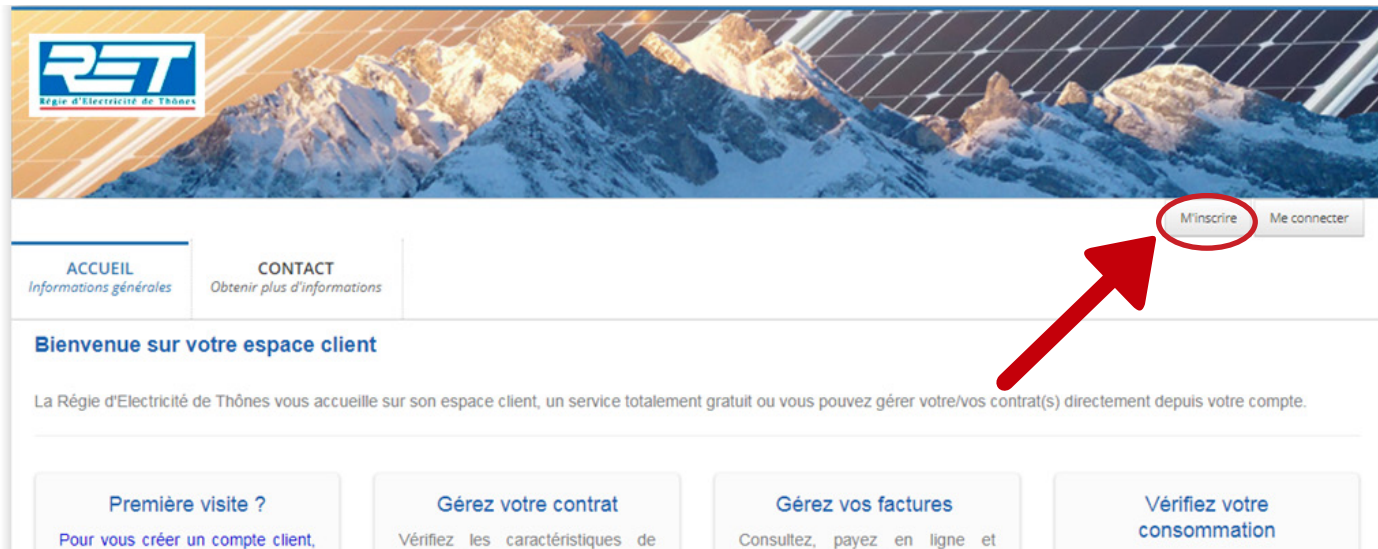 RET
Régie d'Electricité de Thônes
M'inscrire
Me connecter
ACCUEIL
Informations générales
CONTACT
Obtenir plus d'informations
Bienvenue sur votre espace client
La Régie d'Electricité de Thônes vous accueille sur son espace client, un service totalement gratuit ou vous pouvez gérer votre/vos contrat(s) directement depuis votre compte.
Première visite ?
Pour vous créer un compte client,
Gérez votre contrat
Vérifiez les caractéristiques de
Gérez vos factures
Consultez, payez en ligne et
Vérifiez votre
consommation